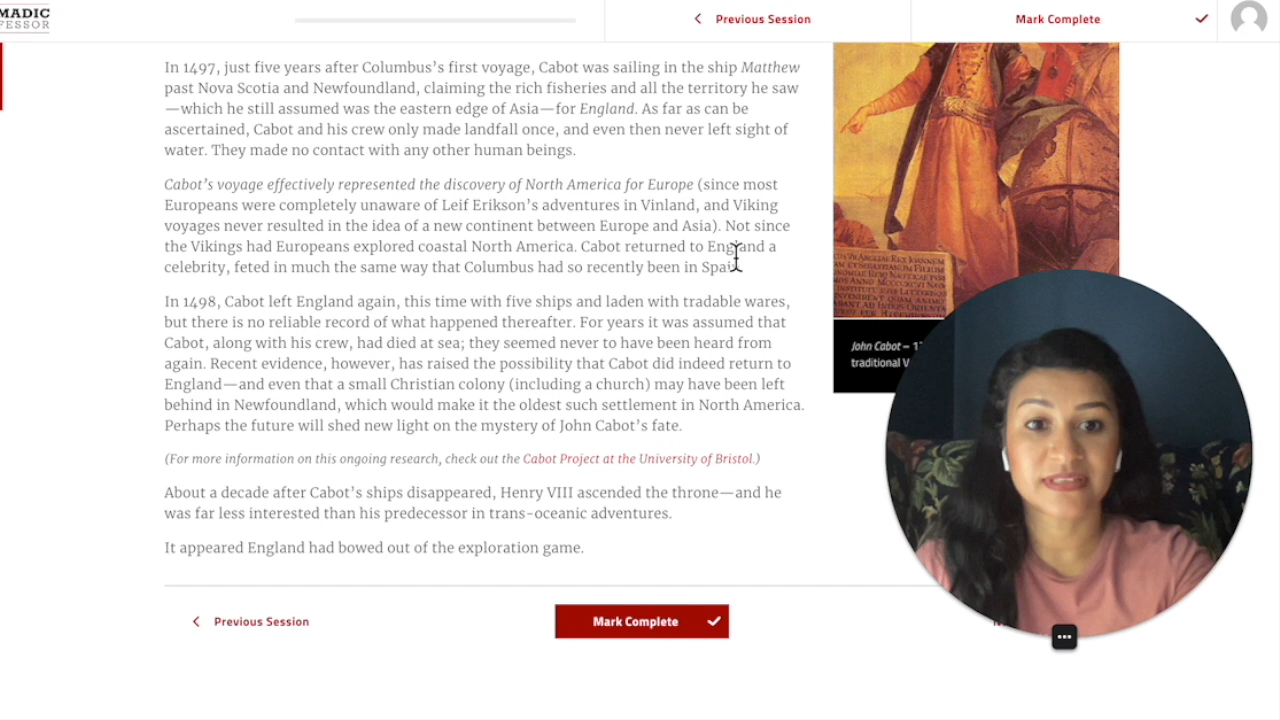 MADIC
FESSOR
Previous Session
Mark Complete
In 1497, just five years after Columbus’s first voyage, Cabot was sailing in the ship Matthew
past Nova Scotia and Newfoundland, claiming the rich fisheries and all the territory he saw
—which he still assumed was the eastern edge of Asia—for England. As far as can be
ascertained, Cabot and his crew only made landfall once, and even then never left sight of
water. They made no contact with any other human beings.
Cabot’s voyage effectively represented the discovery of North America for Europe (since most
Europeans were completely unaware of Leif Erikson’s adventures in Vinland, and Viking
voyages never resulted in the idea of a new continent between Europe and Asia). Not since
the Vikings had Europeans explored coastal North America. Cabot returned to England a
celebrity, feted in much the same way that Columbus had so recently been in Spai
In 1498, Cabot left England again, this time with five ships and laden with tradable wares,
but there is no reliable record of what happened thereafter. For years it was assumed that
Cabot, along with his crew, had died at sea; they seemed never to have been heard from
again. Recent evidence, however, has raised the possibility that Cabot did indeed return to
England—and even that a small Christian colony (including a church) may have been left
behind in Newfoundland, which would make it the oldest such settlement in North America.
Perhaps the future will shed new light on the mystery of John Cabot’s fate.
(For more information on this ongoing research, check out the Cabot Project at the University of Bristol.)
About a decade after Cabot’s ships disappeared, Henry VIII ascended the throne—and he
was far less interested than his predecessor in trans-oceanic adventures.
It appeared England had bowed out of the exploration game.
John Cabot –
traditional V
Previous Session
Mark Complete